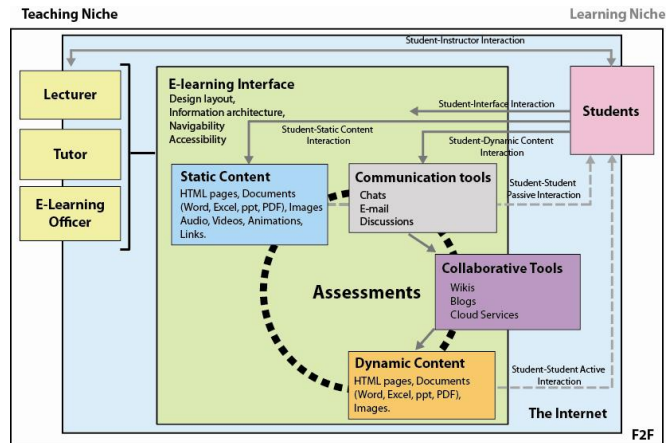 Teaching Niche
Learning Niche
Student-Instructor Interaction
Lecturer
Tutor
E-Learning
Officer
E-learning Interface
Design layout,
Information architecture,
Navigability
Accessibility
Student-Interface Interaction
Students
Student-Static Content
Interaction
Student-Dynamic Content
Interaction
Static Content
HTML pages, Documents
(Word, Excel, ppt, PDF), Images
Audio, Videos, Animations,
Links.
Communication tools
Chats
E-mail
Discussions
Student-Student
Passive Interaction
Collaborative Tools
Wikis
Blogs
Cloud Services
Assessments
Dynamic Content
HTML pages, Documents
(Word, Excel, ppt, PDF),
Images.
Student-Student Active
Interaction
The Internet
F2F